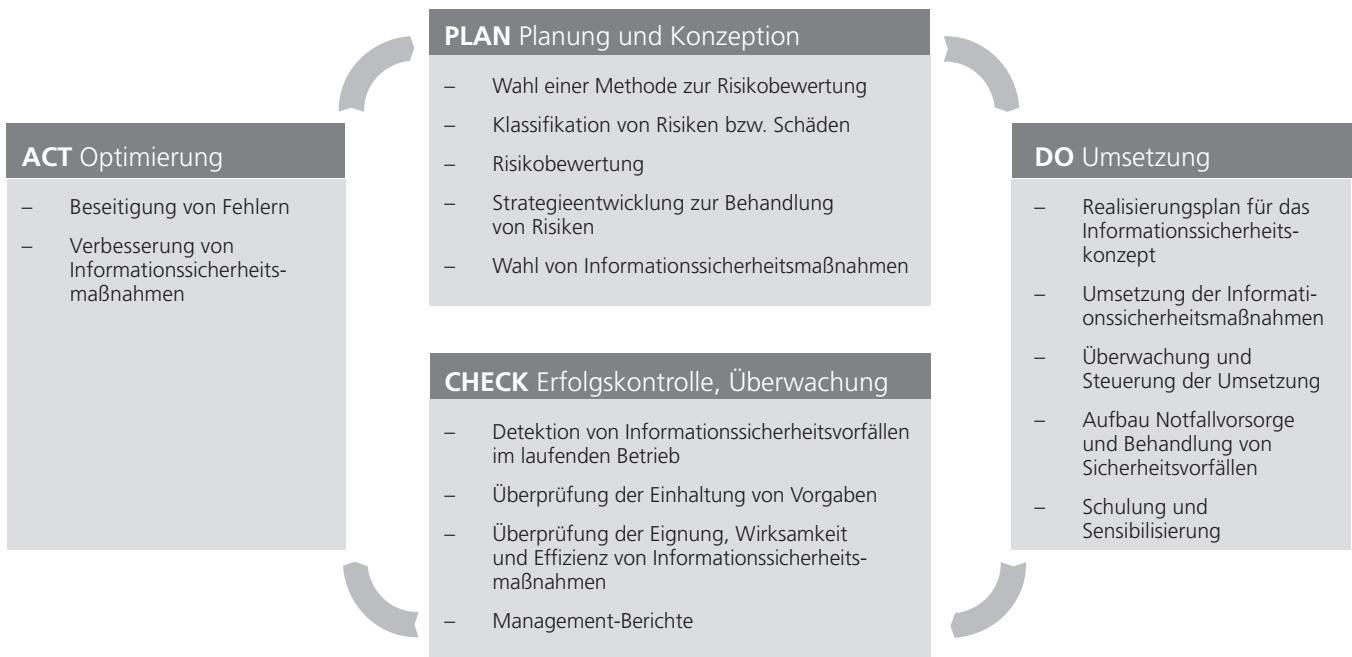 PLAN Planung und Konzeption
– Wahl einer Methode zur Risikobewertung
– Klassifikation von Risiken bzw. Schäden
– Risikobewertung
– Strategieentwicklung zur Behandlung
von Risiken
– Wahl von Informationssicherheitsmaßnahmen
DO Umsetzung
– Realisierungsplan für das
Informationssicherheits-
konzept
– Umsetzung der Informati-
onssicherheitsmaßnahmen
– Überwachung und
Steuerung der Umsetzung
– Aufbau Notfallvorsorge
und Behandlung von
Sicherheitsvorfällen
– Schulung und
Sensibilisierung
CHECK Erfolgskontrolle, Überwachung
– Detektion von Informationssicherheitsvorfällen
im laufenden Betrieb
– Überprüfung der Einhaltung von Vorgaben
– Überprüfung der Eignung, Wirksamkeit
und Effizienz von Informationssicherheits-
maßnahmen
– Management-Berichte
ACT Optimierung
– Beseitigung von Fehlern
– Verbesserung von
Informationssicherheits-
maßnahmen